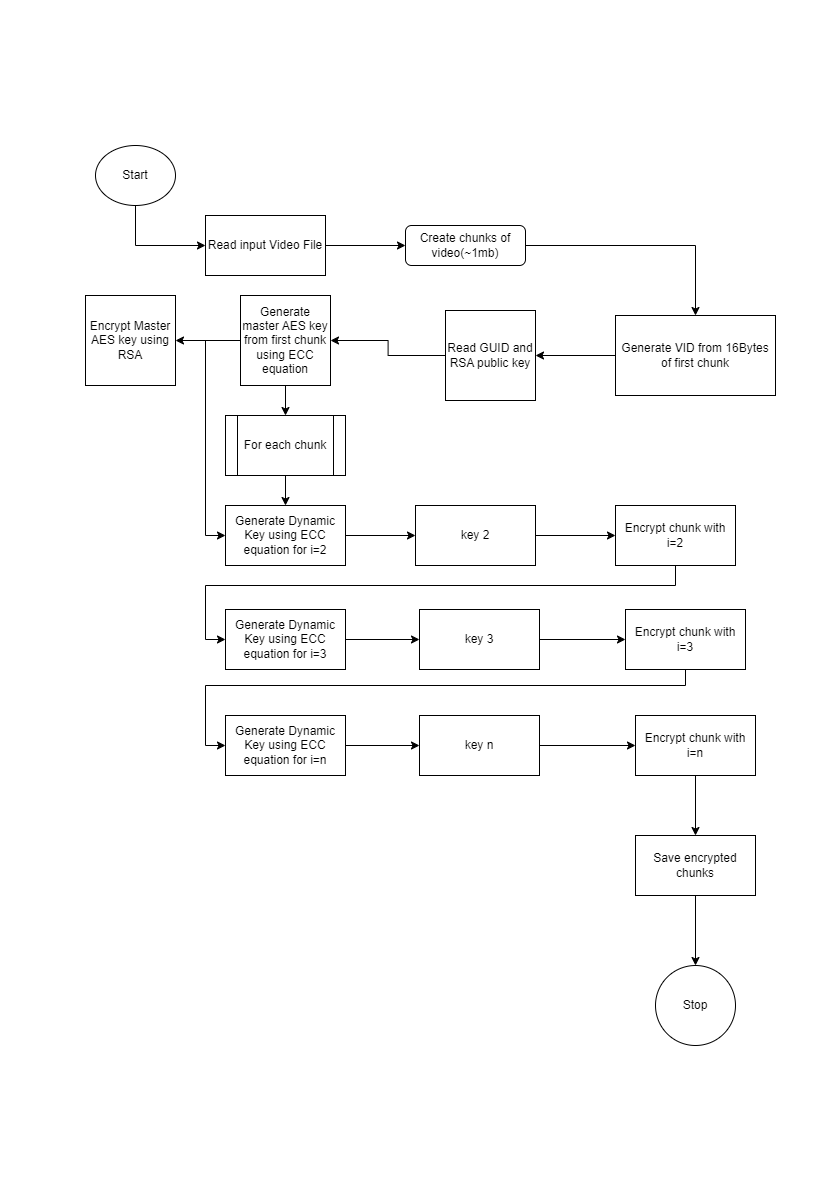 Start
Read input Video File
Create chunks of
video(~1mb)
Generate VID from 16Bytes
of first chunk
Read GUID and
RSA public key
Generate
master AES key
from first chunk
using ECC
equation
Encrypt Master
AES key using
RSA
For each chunk
Generate Dynamic
Key using ECC
equation for i=2
key 2
Encrypt chunk with
i=2
Generate Dynamic
Key using ECC
equation for i=3
key 3
Encrypt chunk with
i=3
Generate Dynamic
Key using ECC
equation for i=n
key n
Encrypt chunk with
i=n
Save encrypted
chunks
Stop